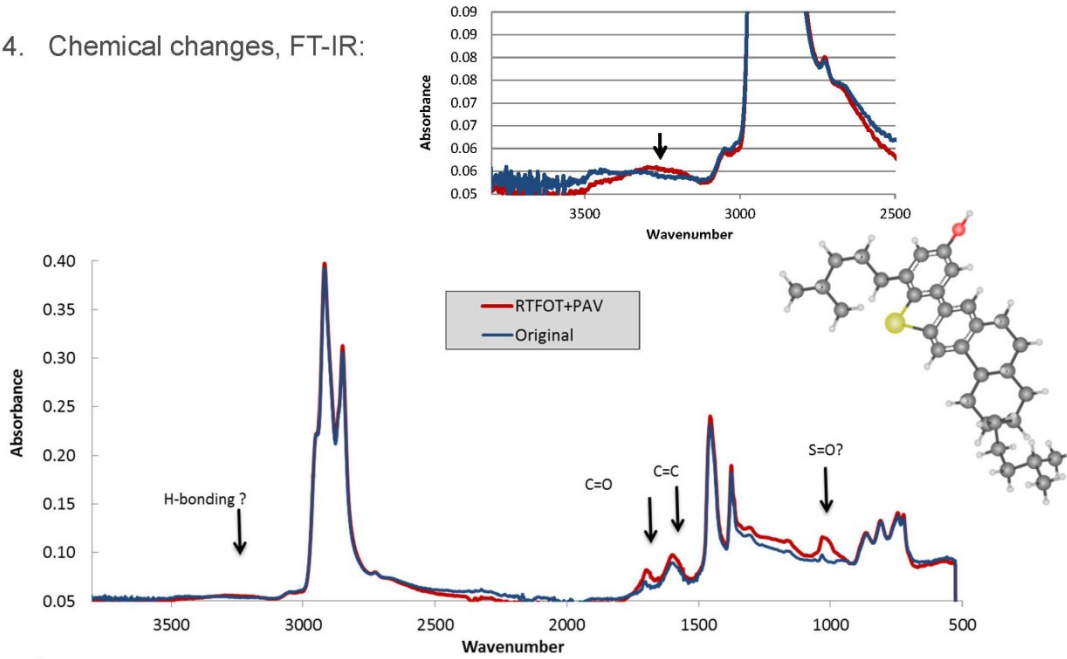 4. Chemical changes, FT-IR:
0.09
0.09
0.08
0.08
0.07
0.07
0.06
0.06
0.05
Absorbance
3500 3000 2500
Wavenumber
0.40
0.35
0.30
0.25
0.20
0.15
0.10
0.05
Absorbance
RTFOT+PAV
Original
H-bonding ?
C=O
C=C
S=O?
3500 3000 2500 2000 1500 1000 500
Wavenumber